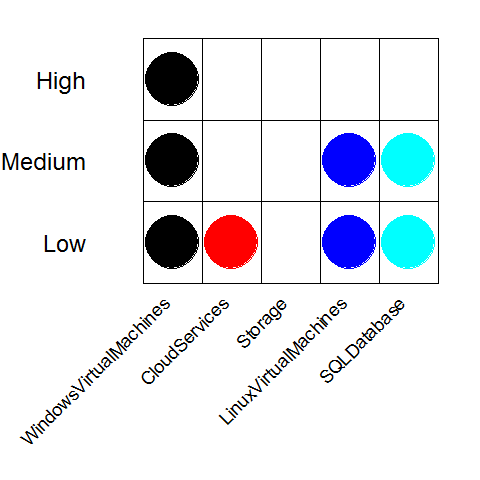 High
Medium
Low
WindowsVirtualMachines
CloudServices
Storage
LinuxVirtualMachines
SQLDatabase